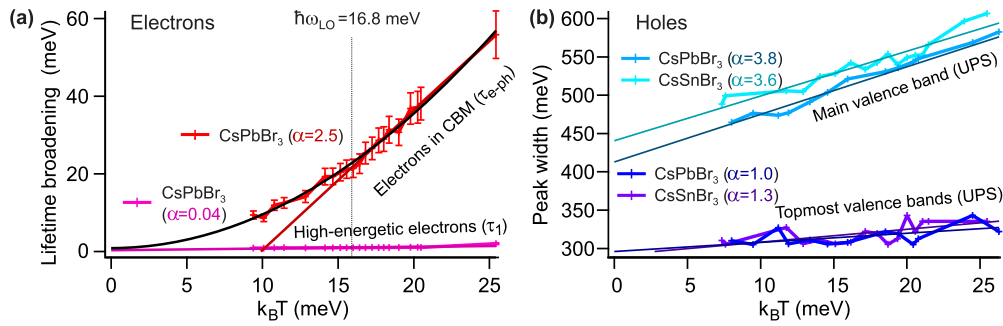 (a)
Electrons
ħω_LO =16.8 meV
Lifetime broadening (meV)
60
40
20
0
CsPbBr₃ (α=2.5)
CsPbBr₃
(α=0.04)
Electrons in CBM (τ_e-ph)
High-energetic electrons (τ₁)
0
5
10
15
20
25
k_BT (meV)
(b)
Holes
Peak width (meV)
600
550
500
450
400
350
300
CsPbBr₃ (α=3.8)
CsSnBr₃ (α=3.6)
Main valence band (UPS)
CsPbBr₃ (α=1.0)
CsSnBr₃ (α=1.3)
Topmost valence bands (UPS)
0
5
10
15
20
25
k_BT (meV)